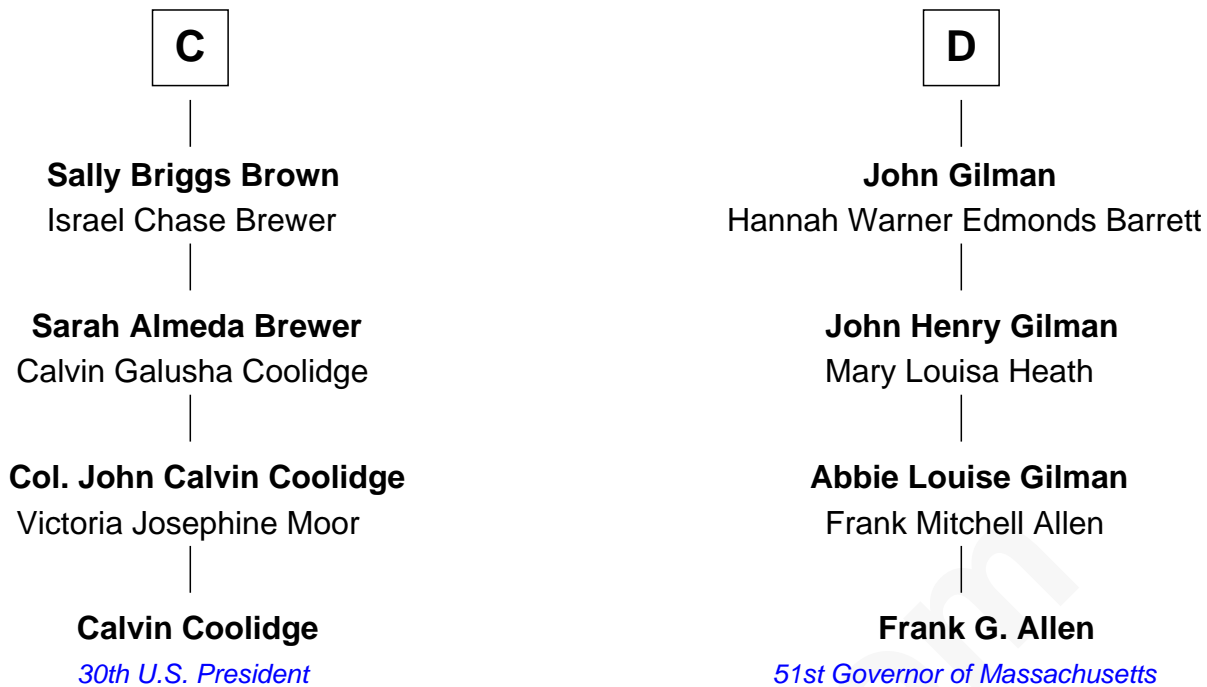 C
Sally Briggs Brown
Israel Chase Brewer
Sarah Almeda Brewer
Calvin Galusha Coolidge
Col. John Calvin Coolidge
Victoria Josephine Moor
Calvin Coolidge
30th U.S. President
D
John Gilman
Hannah Warner Edmonds Barrett
John Henry Gilman
Mary Louisa Heath
Abbie Louise Gilman
Frank Mitchell Allen
Frank G. Allen
51st Governor of Massachusetts